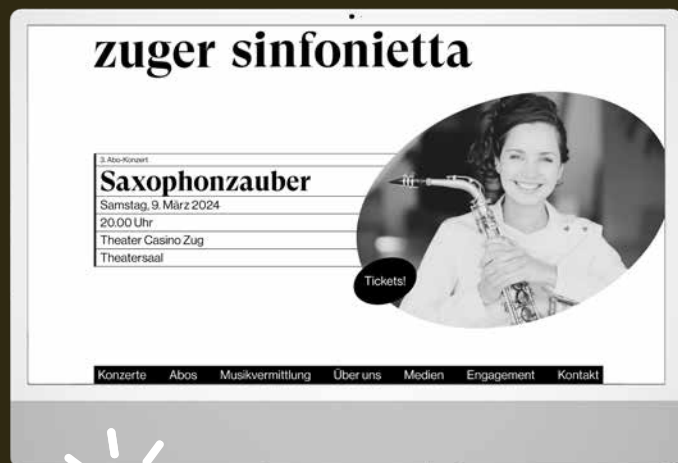 zuger sinfonietta
3. Abo-Konzert
Saxophonzauber
Samstag, 9. März 2024
20.00 Uhr
Theater Casino Zug
Theatersaal
Tickets!
Konzerte Abos Musikvermittlung Über uns Medien Engagement Kontakt